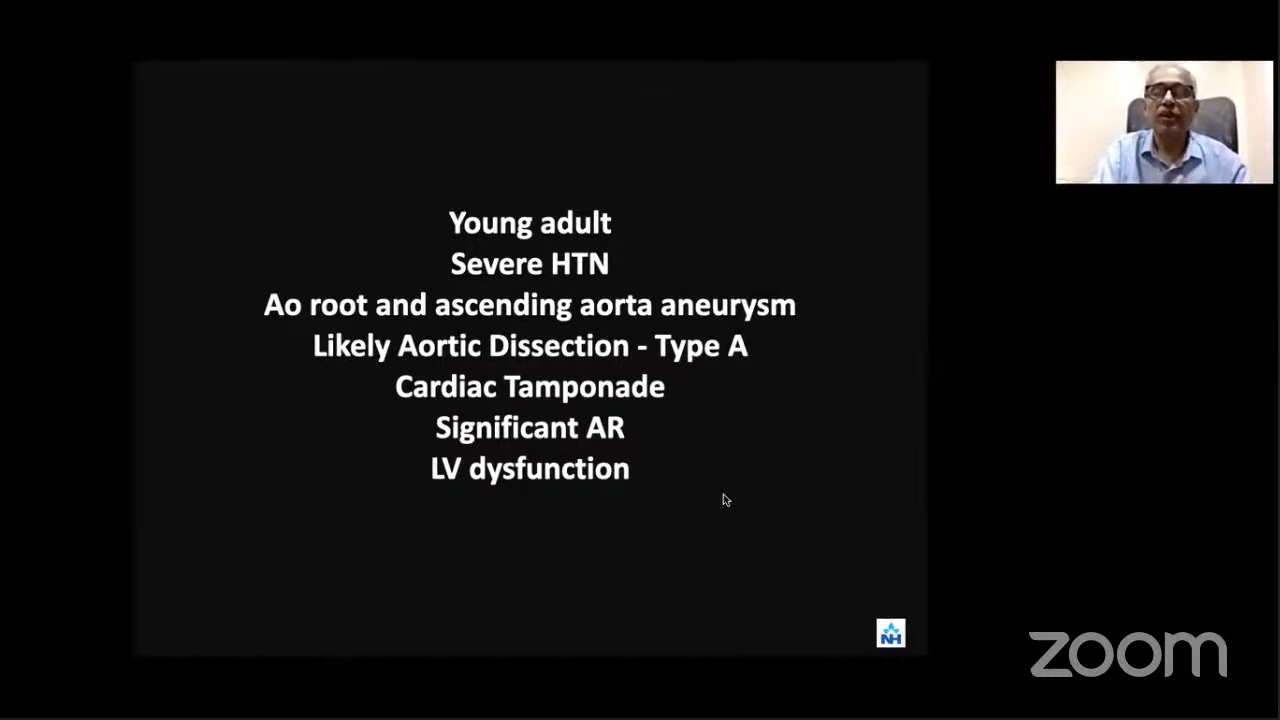 Young adult
Severe HTN
Ao root and ascending aorta aneurysm
Likely Aortic Dissection - Type A
Cardiac Tamponade
Significant AR
LV dysfunction
NH
zoom